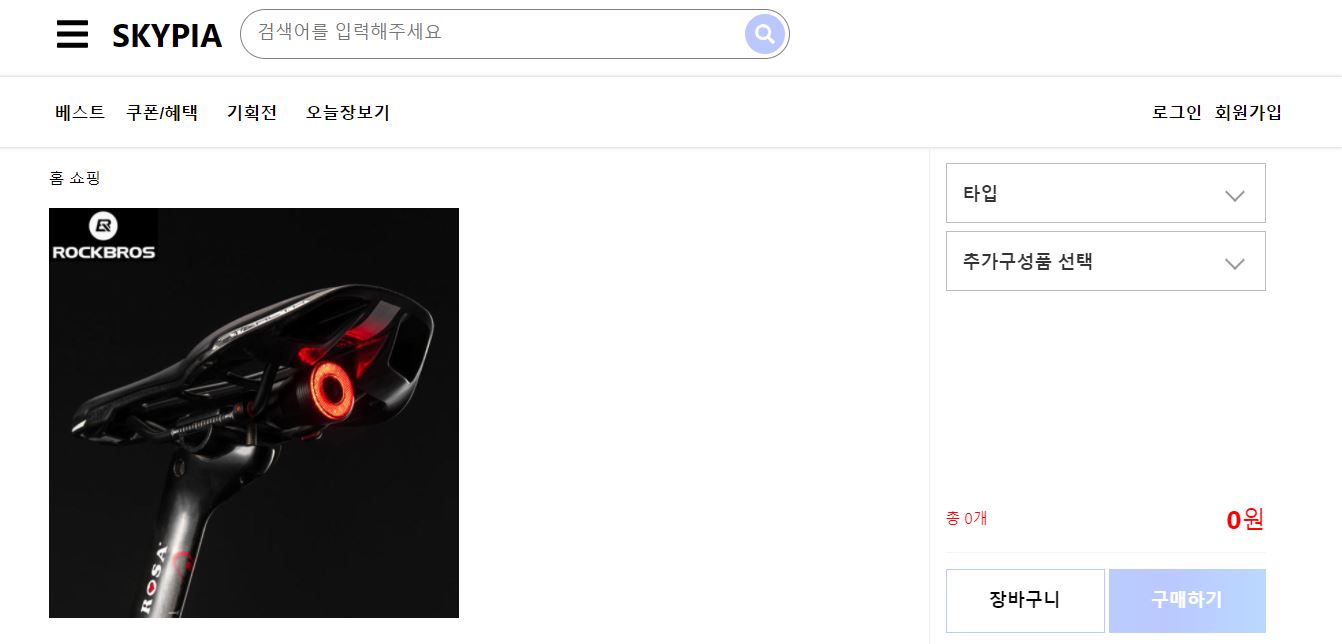 SKYPIA
검색어를 입력해주세요
베스트 쿠폰/혜택 기획전 오늘장보기
로그인 회원가입
홈 쇼핑
ROCKBROS
ROSA
타입
추가구성품 선택
총 0개
0원
장바구니
구매하기